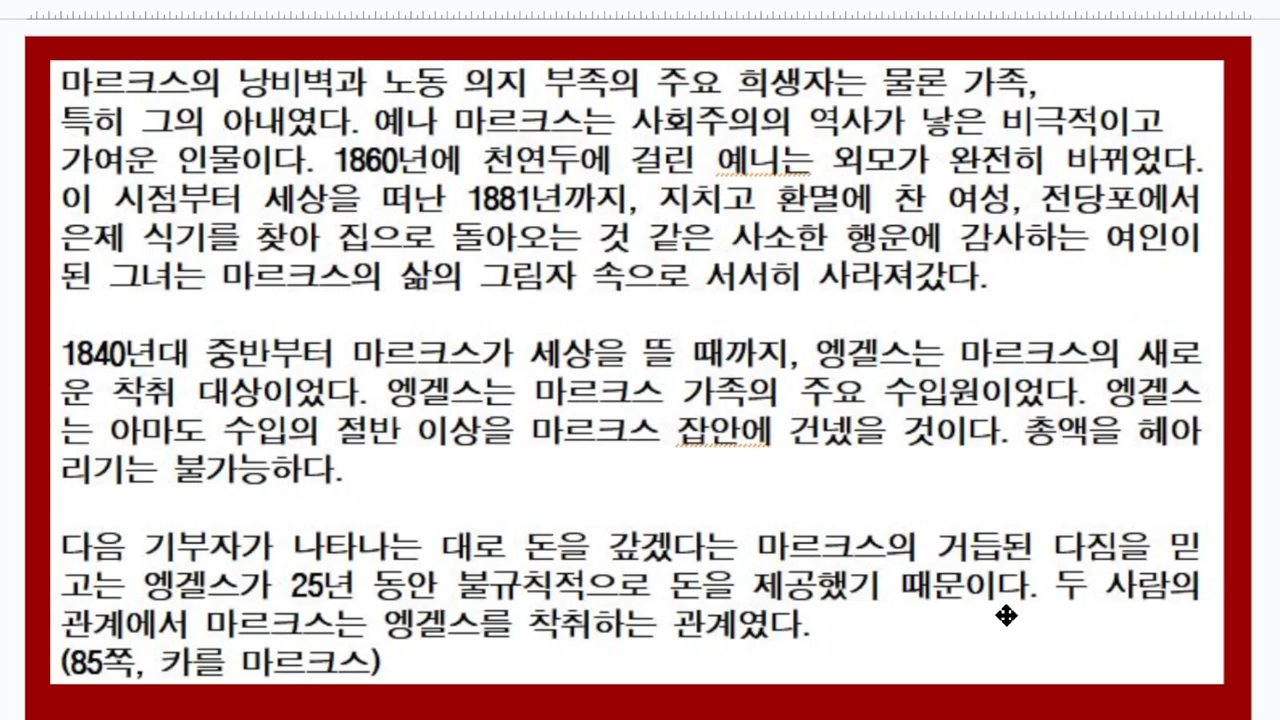 마르크스의 낭비벽과 노동 의지 부족의 주요 희생자는 물론 가족,
특히 그의 아내였다. 예나 마르크스는 사회주의의 역사가 낳은 비극적이고
가여운 인물이다. 1860년에 천연두에 걸린 예니는 외모가 완전히 바뀌었다.
이 시점부터 세상을 떠난 1881년까지, 지치고 환멸에 찬 여성, 전당포에서
은제 식기를 찾아 집으로 돌아오는 것 같은 사소한 행운에 감사하는 여인이
된 그녀는 마르크스의 삶의 그림자 속으로 서서히 사라져갔다.
1840년대 중반부터 마르크스가 세상을 뜰 때까지, 엥겔스는 마르크스의 새로
운 착취 대상이었다. 엥겔스는 마르크스 가족의 주요 수입원이었다. 엥겔스
는 아마도 수입의 절반 이상을 마르크스 잡안에 건넸을 것이다. 총액을 헤아
리기는 불가능하다.
다음 기부자가 나타나는 대로 돈을 갚겠다는 마르크스의 거듭된 다짐을 믿
고는 엥겔스가 25년 동안 불규칙적으로 돈을 제공했기 때문이다. 두 사람의
관계에서 마르크스는 엥겔스를 착취하는 관계였다.
(85쪽, 카를 마르크스)